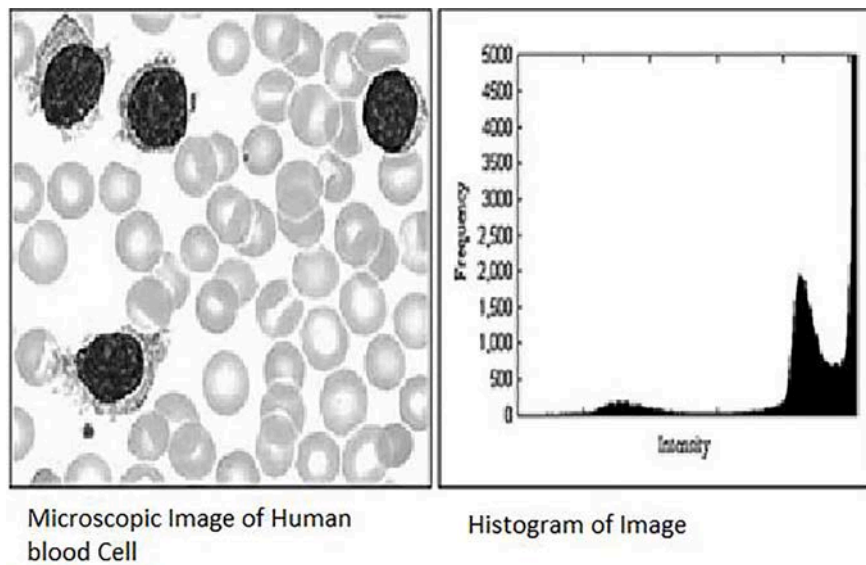 5000
4500
4000
3500
3000
2,500
2,000
1,500
1,000
500
0
Frequency
Intensity
Microscopic Image of Human
blood Cell
Histogram of Image